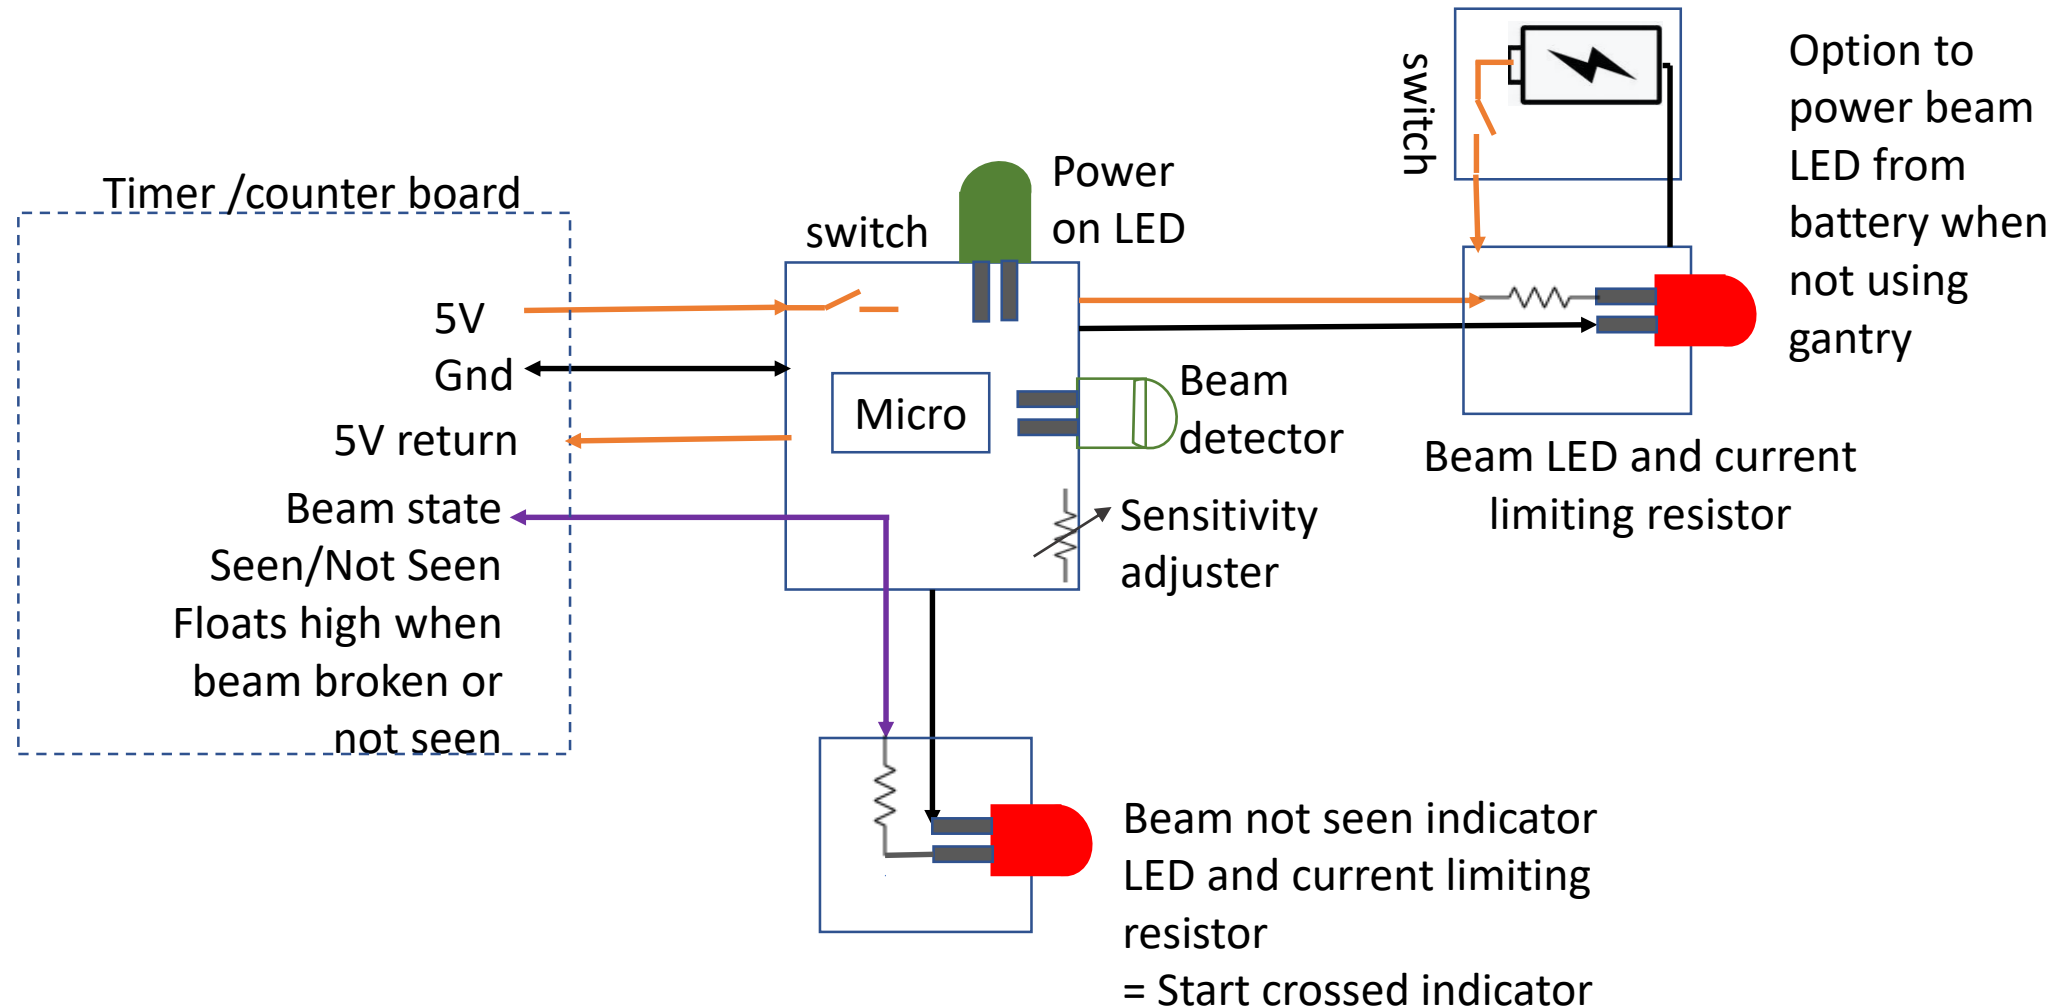 Timer /counter board
5V
Gnd
5V return
Beam state
Seen/Not Seen
Floats high when
beam broken or
not seen
switch
Power
on LED
Micro
Beam
detector
Sensitivity
adjuster
switch
Option to
power beam
LED from
battery when
not using
gantry
Beam LED and current
limiting resistor
Beam not seen indicator
LED and current limiting
resistor
= Start crossed indicator